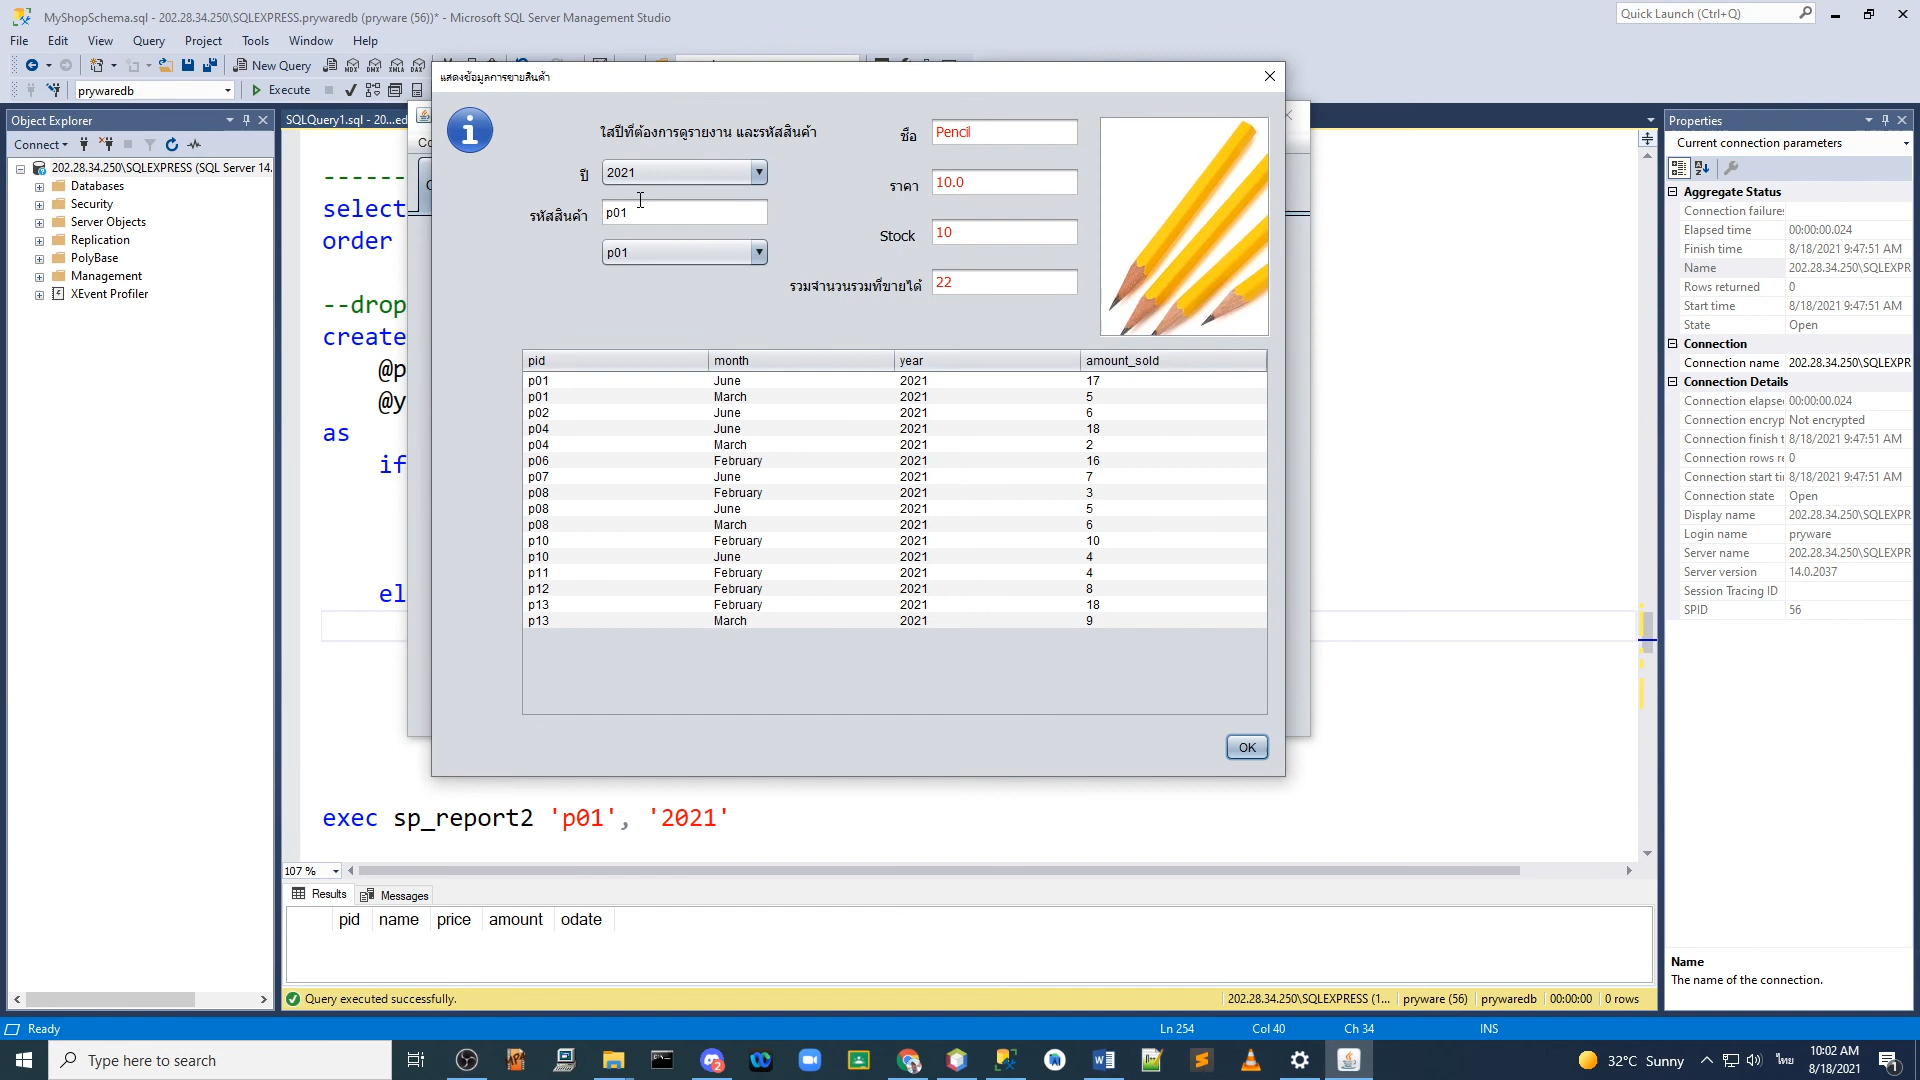 MyShopSchema.sql - 202.28.34.250\SQLEXPRESS.prywaredb (pryware (56))* - Microsoft SQL Server Management Studio
Quick Launch (Ctrl+Q)
File Edit View Query Project Tools Window Help
New Query
prywaredb
Execute
Object Explorer
Connect
202.28.34.250\SQLEXPRESS (SQL Server 14.
Databases
Security
Server Objects
Replication
PolyBase
Management
XEvent Profiler
SQLQuery1.sql - 20...ed
------
select
order
--drop
create
@p
@y
as
if
el
exec sp_report2 'p01', '2021'
แสดงข้อมูลการขายสินค้า
ใส่ปีที่ต้องการดูรายงาน และรหัสสินค้า
ปี 2021
รหัสสินค้า p01
p01
ชื่อ Pencil
ราคา 10.0
Stock 10
รวมจำนวนรวมที่ขายได้ 22
pid month year amount_sold
p01 June 2021 17
p01 March 2021 5
p02 June 2021 6
p04 June 2021 18
p04 March 2021 2
p06 February 2021 16
p07 June 2021 7
p08 February 2021 3
p08 June 2021 5
p08 March 2021 6
p10 February 2021 10
p10 June 2021 4
p11 February 2021 4
p12 February 2021 8
p13 February 2021 18
p13 March 2021 9
OK
107 %
Results Messages
pid name price amount odate
Query executed successfully.
202.28.34.250\SQLEXPRESS (1... pryware (56) prywaredb 00:00:00 0 rows
Properties
Current connection parameters
Aggregate Status
Connection failures
Elapsed time 00:00:00.024
Finish time 8/18/2021 9:47:51 AM
Name 202.28.34.250\SQLEXPR
Rows returned 0
Start time 8/18/2021 9:47:51 AM
State Open
Connection
Connection name 202.28.34.250\SQLEXPR
Connection Details
Connection elapse 00:00:00.024
Connection encryp Not encrypted
Connection finish t 8/18/2021 9:47:51 AM
Connection rows re 0
Connection start ti 8/18/2021 9:47:51 AM
Connection state Open
Display name 202.28.34.250\SQLEXPR
Login name pryware
Server name 202.28.34.250\SQLEXPR
Server version 14.0.2037
Session Tracing ID
SPID 56
Name
The name of the connection.
Ready
Ln 254 Col 40 Ch 34 INS
Type here to search
32°C Sunny
ไทย
10:02 AM
8/18/2021